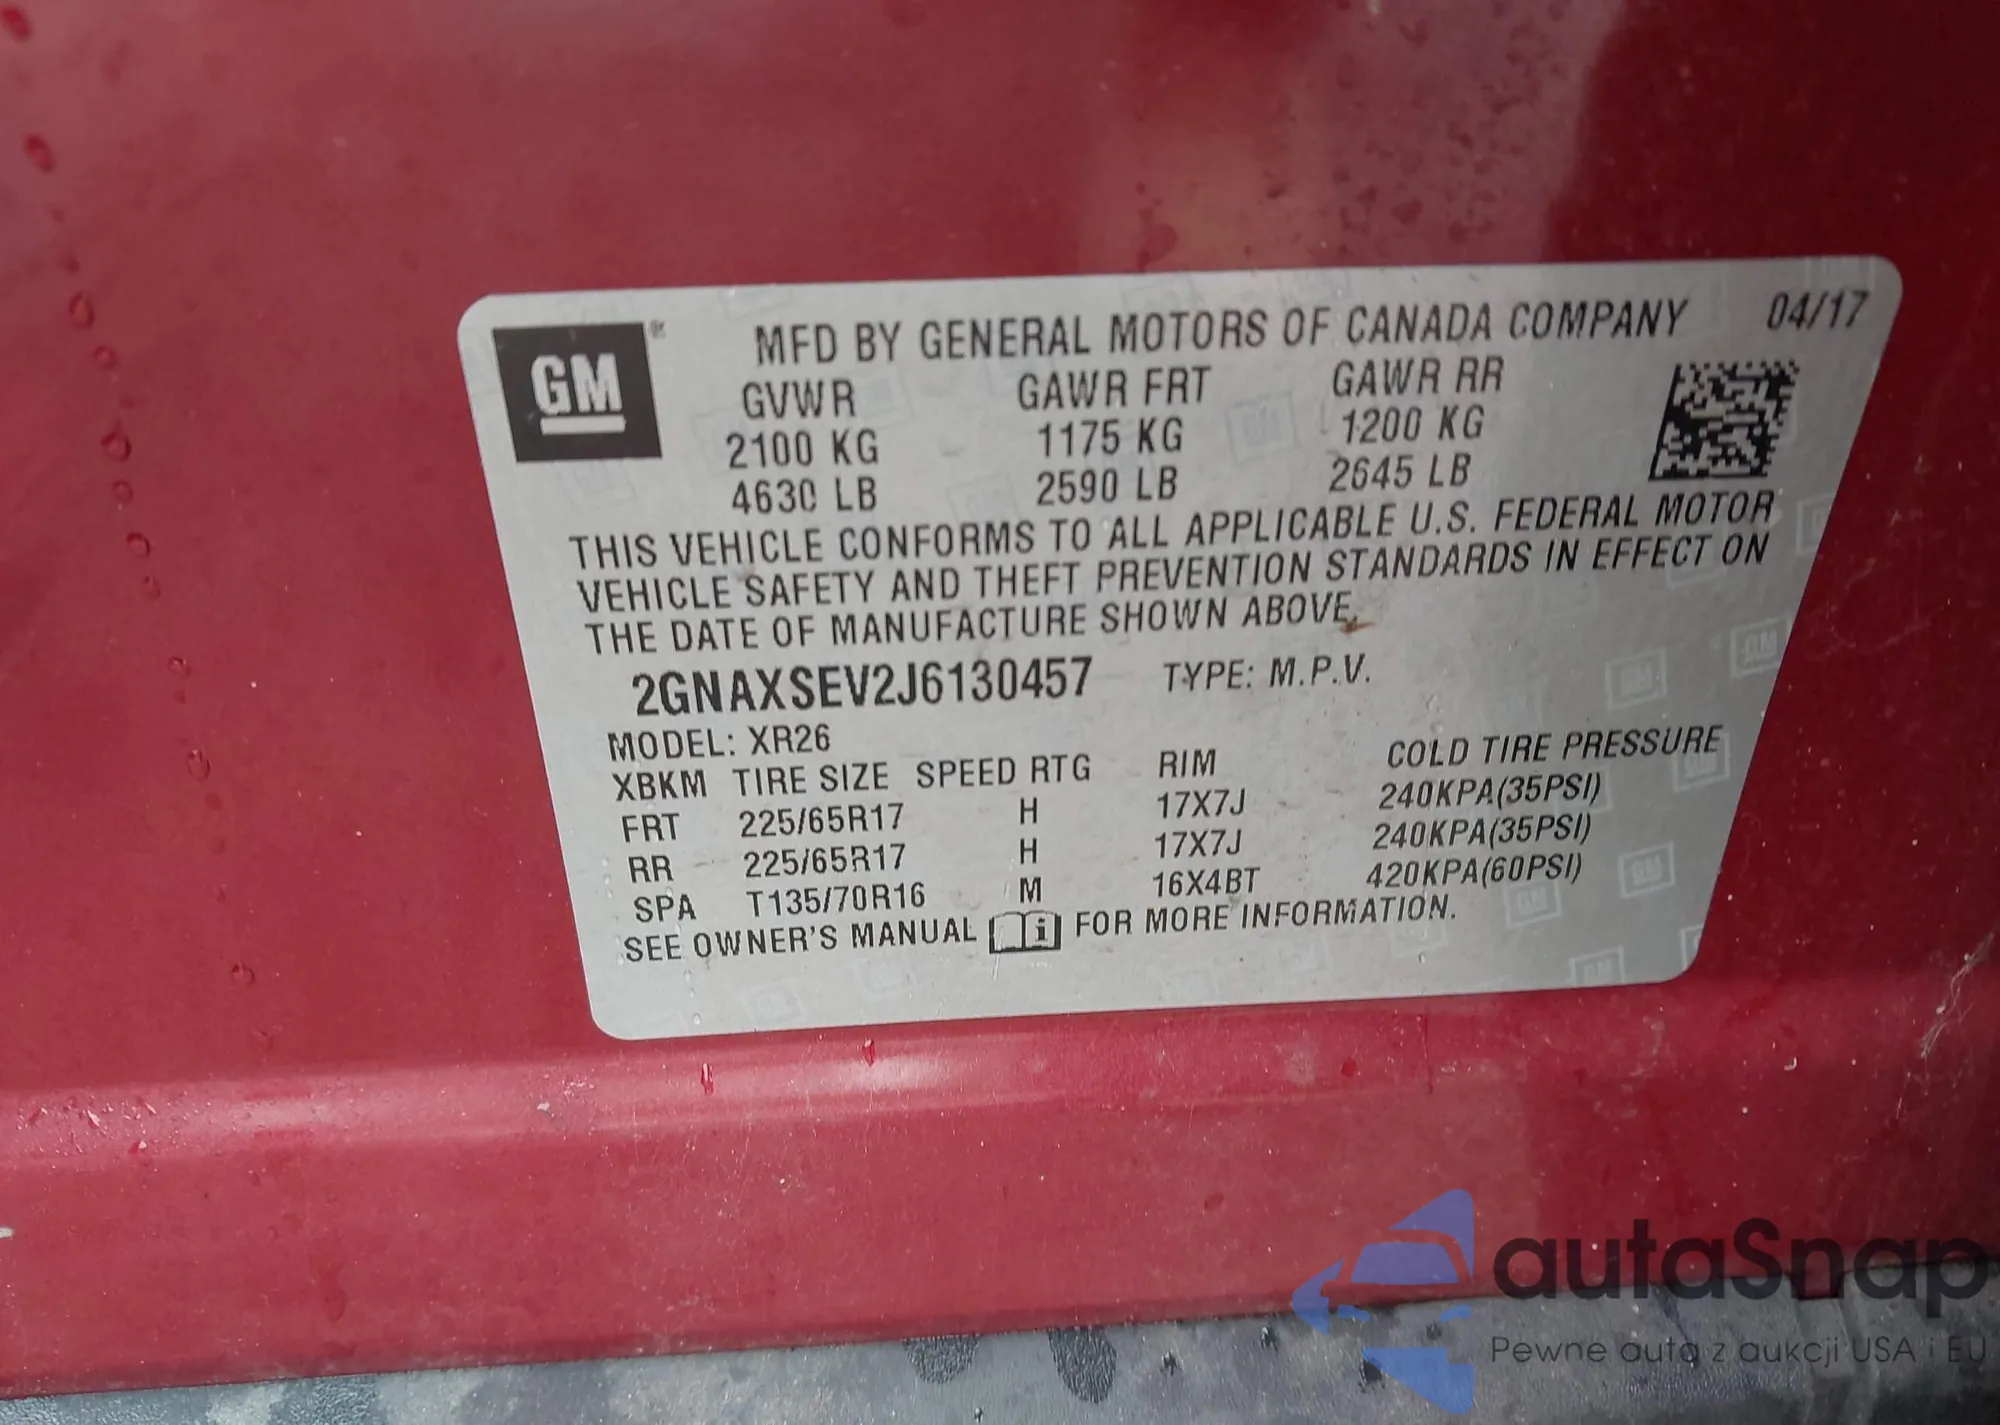 GM ®
MFD BY GENERAL MOTORS OF CANADA COMPANY 04/17
GVWR GAWR FRT GAWR RR
2100 KG 1175 KG 1200 KG
4630 LB 2590 LB 2645 LB
THIS VEHICLE CONFORMS TO ALL APPLICABLE U.S. FEDERAL MOTOR
VEHICLE SAFETY AND THEFT PREVENTION STANDARDS IN EFFECT ON
THE DATE OF MANUFACTURE SHOWN ABOVE.
2GNAXSEV2J6130457 TYPE: M.P.V.
MODEL: XR26
XBKM TIRE SIZE SPEED RTG RIM COLD TIRE PRESSURE
FRT 225/65R17 H 17X7J 240KPA(35PSI)
RR 225/65R17 H 17X7J 240KPA(35PSI)
SPA T135/70R16 M 16X4BT 420KPA(60PSI)
SEE OWNER'S MANUAL i FOR MORE INFORMATION.
autaSnap
Pewne auta z aukcji USA i EU